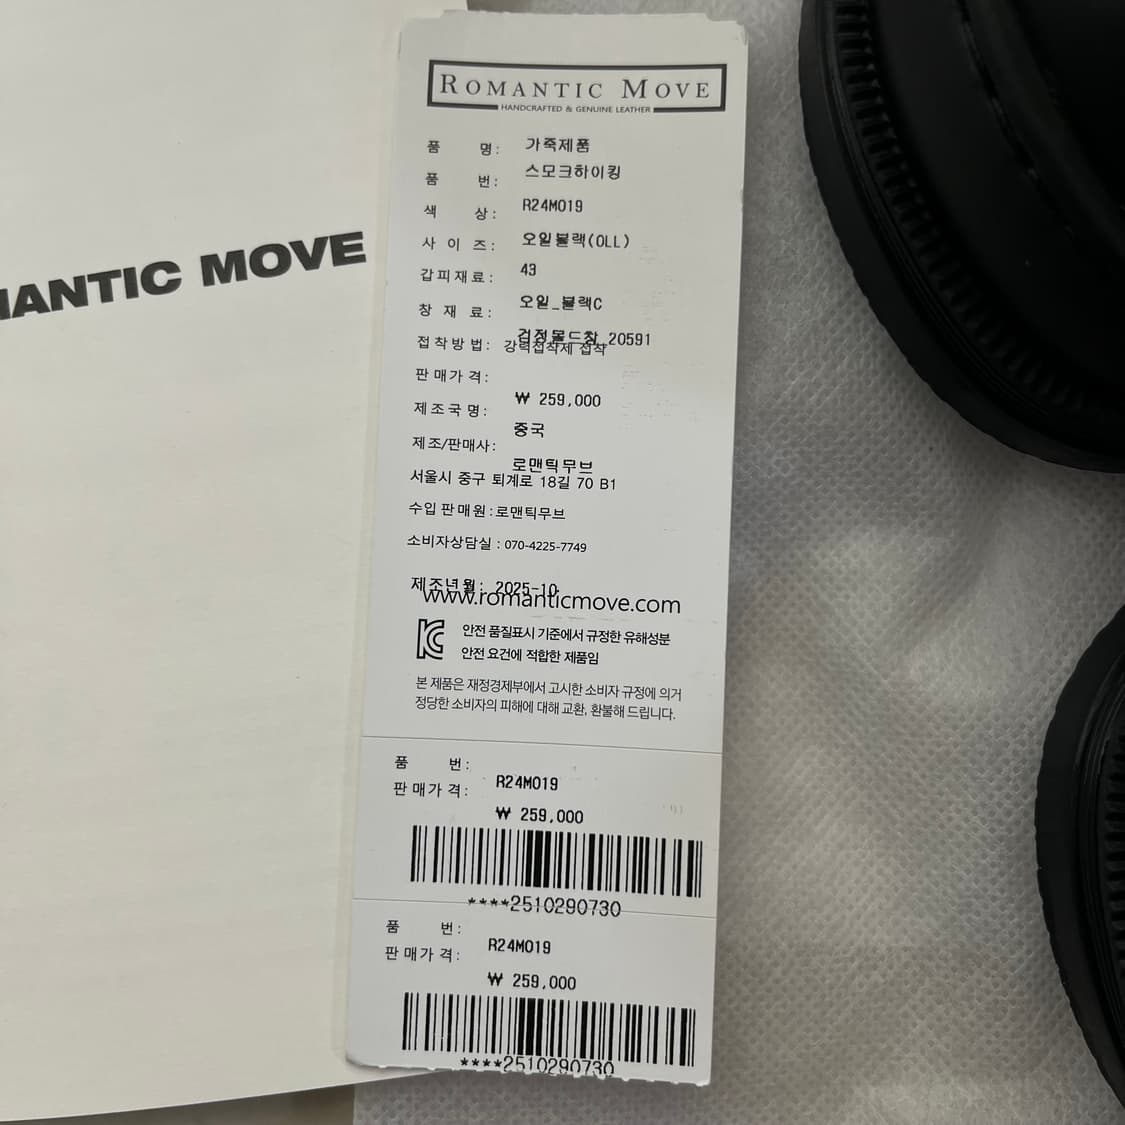 ROMANTIC MOVE
HANDCRAFTED & GENUINE LEATHER
품 명: 가죽제품
품 번: 스모크하이킹
색 상: R24M019
사 이 즈: 오일블랙(OLL)
갑피재료: 43
창 재 료: 오일_블랙C
검정몰드창_20591
접착방법: 강력접착제 접착
판매가격:
₩ 259,000
제조국명:
중국
제조/판매사:
로맨틱무브
서울시 중구 퇴계로 18길 70 B1
수입 판매원:로맨틱무브
소비자상담실 : 070-4225-7749
제조년월: 2025-10
www.romanticmove.com
안전 품질표시 기준에서 규정한 유해성분
안전 요건에 적합한 제품임
본 제품은 재정경제부에서 고시한 소비자 규정에 의거
정당한 소비자의 피해에 대해 교환, 환불해 드립니다.
품 번:
R24M019
판매가격:
₩ 259,000
****2510290730
품 번:
R24M019
판매가격:
₩ 259,000
****2510290730
MANTIC MOVE